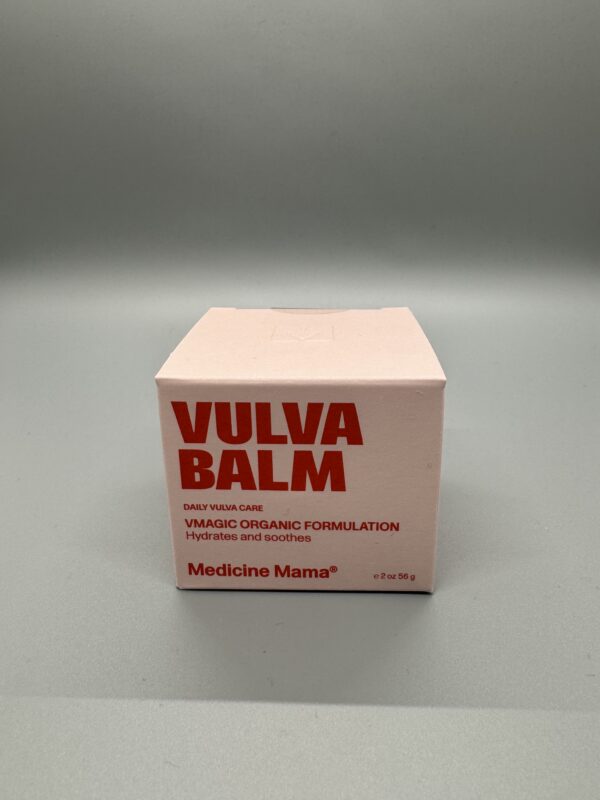 VULVA
BALM
DAILY VULVA CARE
VMAGIC ORGANIC FORMULATION
Hydrates and soothes
Medicine Mama®
℮ 2 oz 56 g